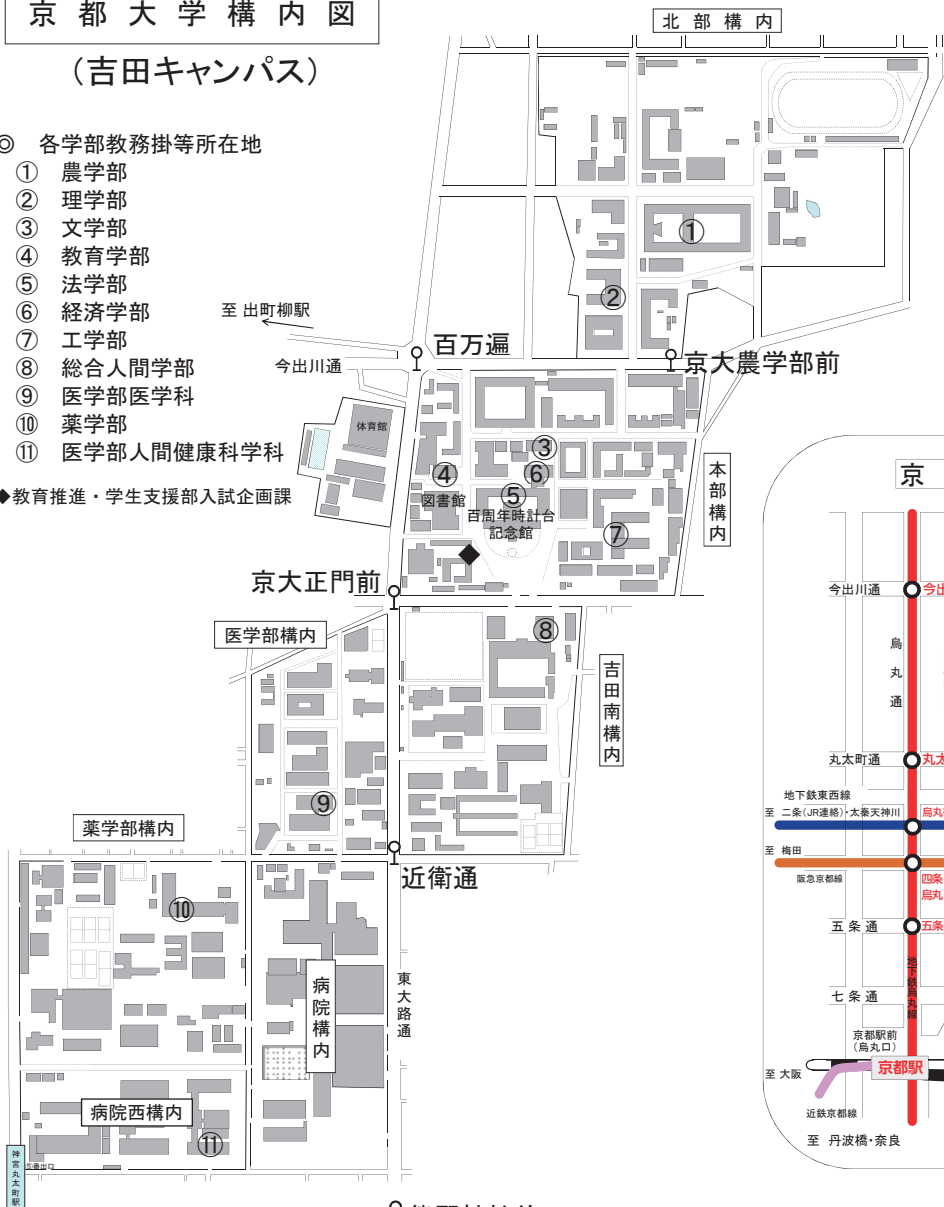 京都大学構内図
(吉田キャンパス)
◎ 各学部教務掛等所在地
① 農学部
② 理学部
③ 文学部
④ 教育学部
⑤ 法学部
⑥ 経済学部
⑦ 工学部
⑧ 総合人間学部
⑨ 医学部医学科
⑩ 薬学部
⑪ 医学部人間健康科学科
◆教育推進・学生支援部入試企画課
北部構内
①
②
至 出町柳駅
今出川通
百万遍
京大農学部前
体育館
③
④
⑥
図書館
⑤
百周年時計台
記念館
⑦
◆
本部構内
京大正門前
医学部構内
⑧
吉田南構内
⑨
薬学部構内
近衛通
⑩
病院構内
東大路通
病院西構内
⑪
神宮丸太町駅
京
今出川通
今出
烏丸通
丸太町通
丸太
地下鉄東西線
至 二条(JR連絡)・太秦天神川
烏丸
至 梅田
阪急京都線
四条
烏丸
五条通
五条
地下鉄烏丸線
七条通
京都駅前
(烏丸口)
至 大阪
京都駅
近鉄京都線
至 丹波橋・奈良